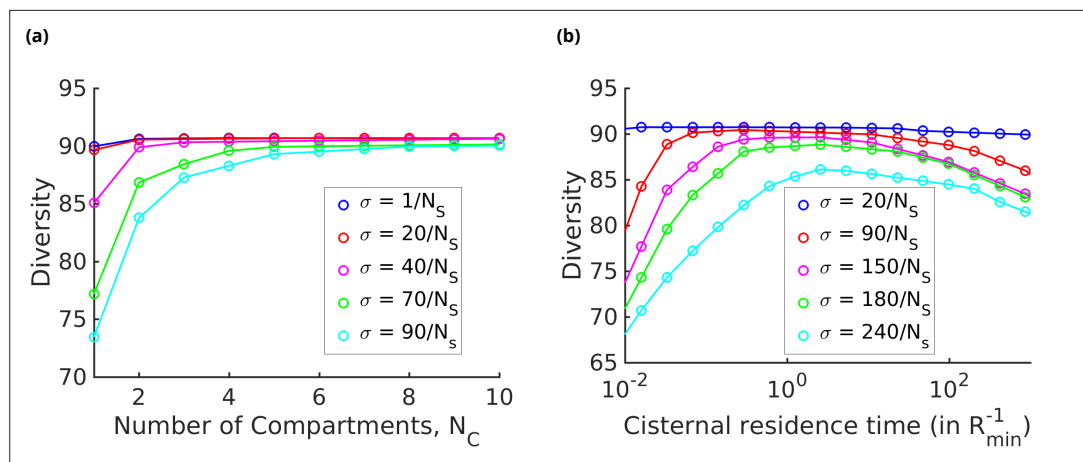 (a)
95
90
85
80
75
70
Diversity
2 4 6 8 10
Number of Compartments, N_C
σ = 1/N_S
σ = 20/N_S
σ = 40/N_S
σ = 70/N_S
σ = 90/N_s
(b)
95
90
85
80
75
70
65
Diversity
10^-2 10^0 10^2
Cisternal residence time (in R_min^-1)
σ = 20/N_S
σ = 90/N_S
σ = 150/N_S
σ = 180/N_S
σ = 240/N_s